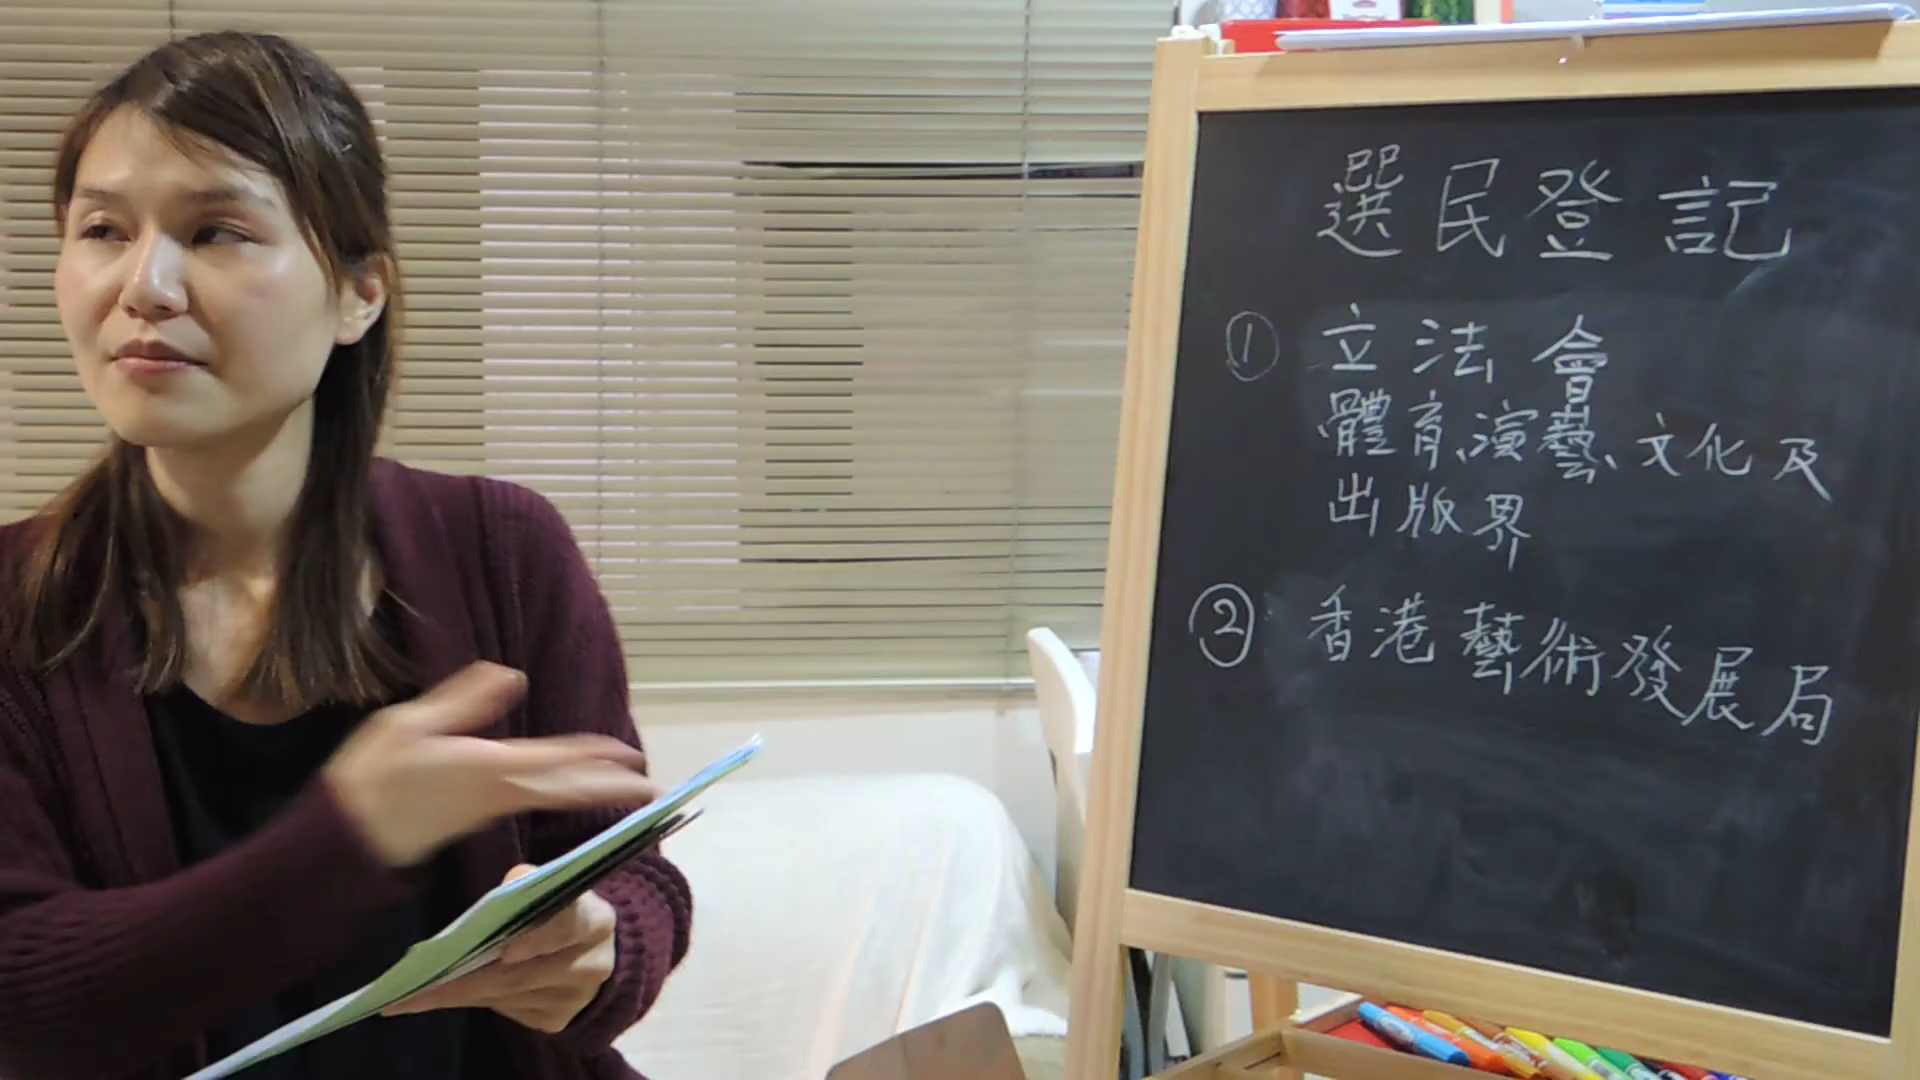 選民登記
① 立法會
體育、演藝、文化及
出版界
② 香港藝術發展局